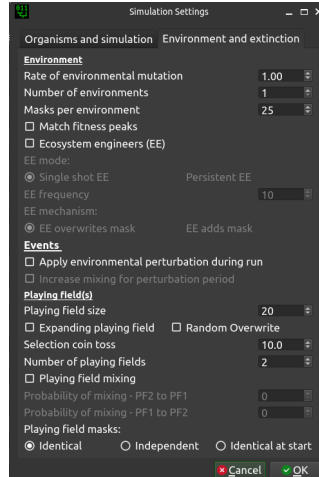 Simulation Settings
Organisms and simulation Environment and extinction
Environment
Rate of environmental mutation 1.00
Number of environments 1
Masks per environment 25
Match fitness peaks
Ecosystem engineers (EE)
EE mode:
Single shot EE Persistent EE
EE frequency 10
EE mechanism:
EE overwrites mask EE adds mask
Events
Apply environmental perturbation during run
Increase mixing for perturbation period
Playing field(s)
Playing field size 20
Expanding playing field Random Overwrite
Selection coin toss 10.0
Number of playing fields 2
Playing field mixing
Probability of mixing - PF2 to PF1 0
Probability of mixing - PF1 to PF2 0
Playing field masks:
Identical Independent Identical at start
Cancel OK